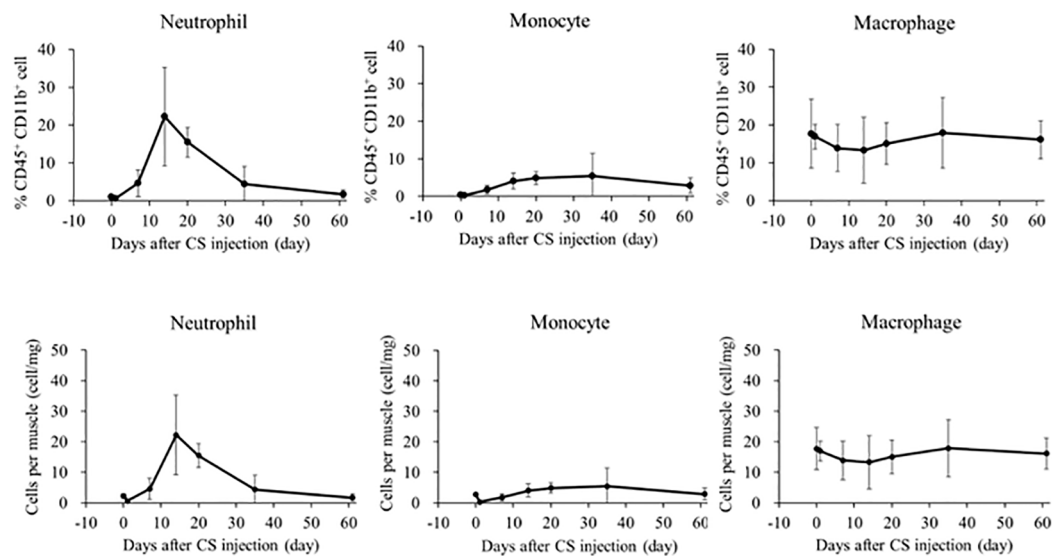 Neutrophil
% CD45⁺ CD11b⁺ cell
40
30
20
10
0
-10 0 10 20 30 40 50 60
Days after CS injection (day)
Monocyte
% CD45⁺ CD11b⁺ cell
40
30
20
10
0
-10 0 10 20 30 40 50 60
Days after CS injection (day)
Macrophage
% CD45⁺ CD11b⁺ cell
40
30
20
10
0
-10 0 10 20 30 40 50 60
Days after CS injection (day)
Neutrophil
Cells per muscle (cell/mg)
50
40
30
20
10
0
-10 0 10 20 30 40 50 60
Days after CS injection (day)
Monocyte
Cells per muscle (cell/mg)
50
40
30
20
10
0
-10 0 10 20 30 40 50 60
Days after CS injection (day)
Macrophage
Cells per muscle (cell/mg)
50
40
30
20
10
0
-10 0 10 20 30 40 50 60
Days after CS injection (day)